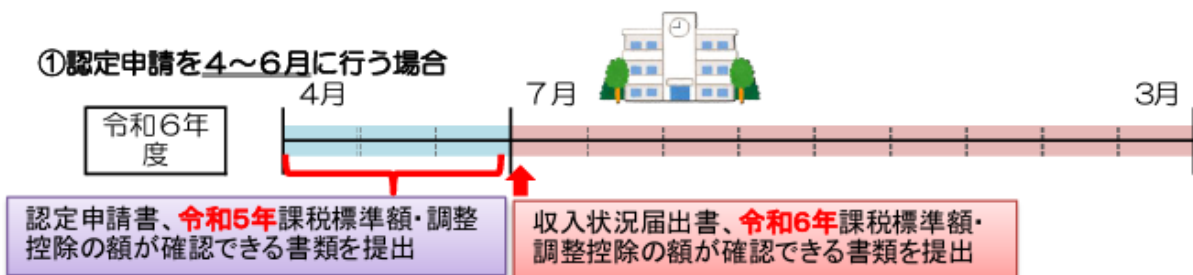 ①認定申請を4～6月に行う場合
4月
7月
3月
令和6年
度
認定申請書、令和5年課税標準額・調整
控除の額が確認できる書類を提出
収入状況届出書、令和6年課税標準額・
調整控除の額が確認できる書類を提出